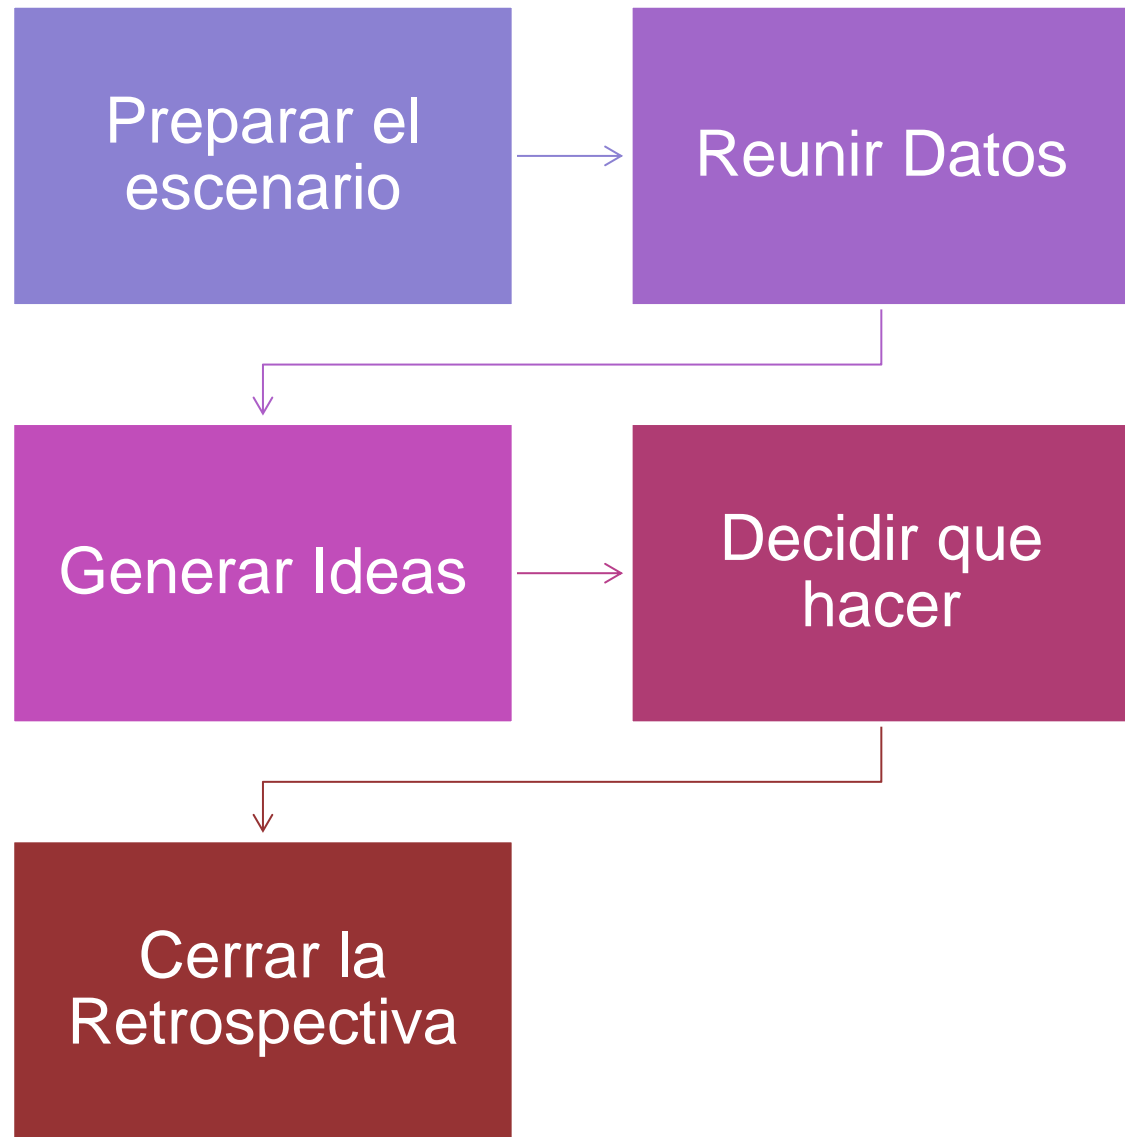 Preparar el
escenario
Reunir Datos
Generar Ideas
Decidir que
hacer
Cerrar la
Retrospectiva